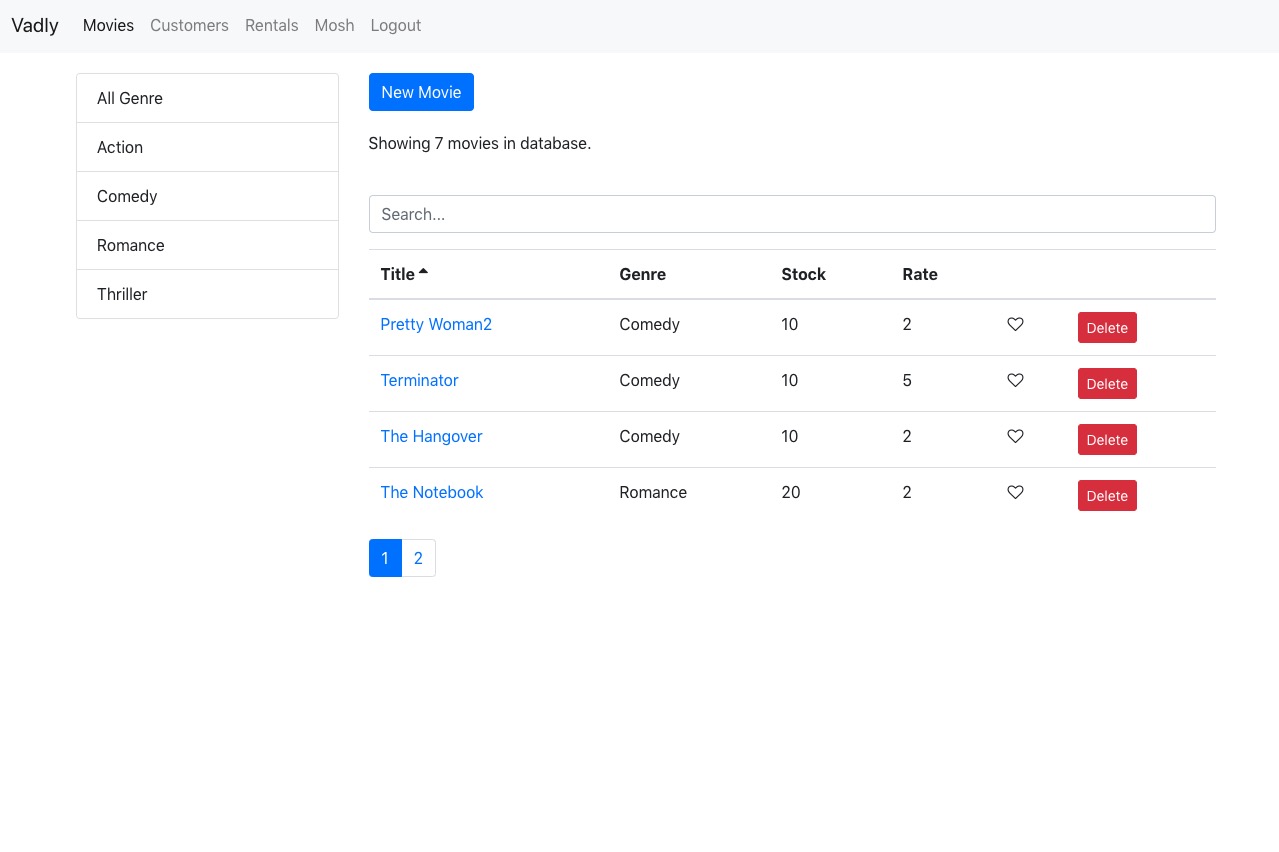 Vadly Movies Customers Rentals Mosh Logout
All Genre
Action
Comedy
Romance
Thriller
New Movie
Showing 7 movies in database.
Search...
Title Genre Stock Rate
Pretty Woman2 Comedy 10 2 Delete
Terminator Comedy 10 5 Delete
The Hangover Comedy 10 2 Delete
The Notebook Romance 20 2 Delete
1 2